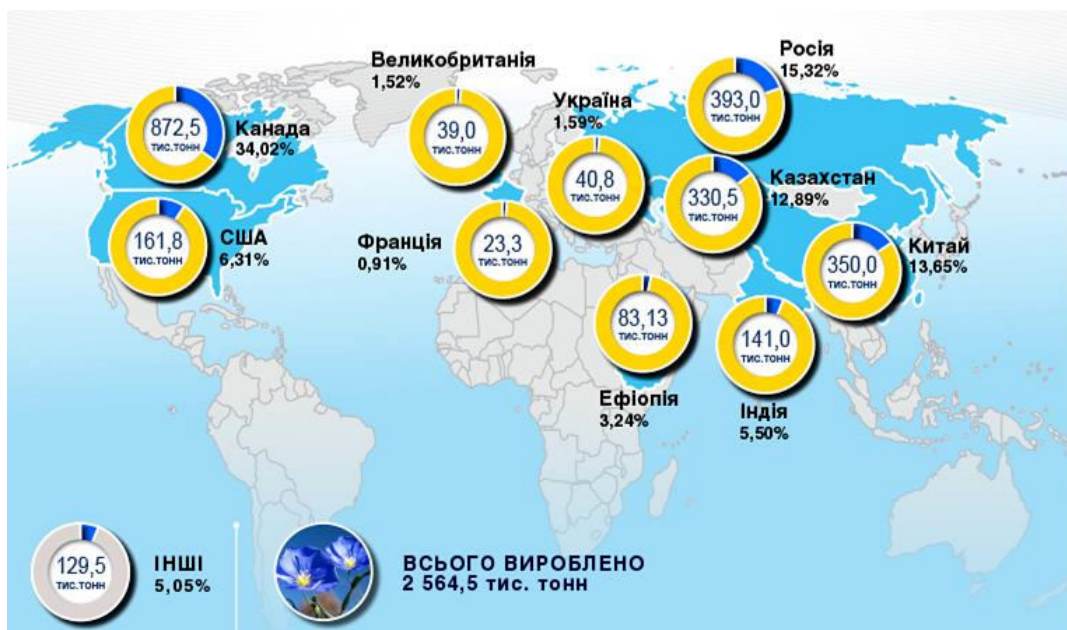 Великобританія
1,52%
39,0
тис.тонн
Росія
15,32%
393,0
тис.тонн
872,5
тис.тонн
Канада
34,02%
Україна
1,59%
40,8
тис.тонн
Казахстан
12,89%
330,5
тис.тонн
161,8
тис.тонн
США
6,31%
Франція
0,91%
23,3
тис.тонн
350,0
тис.тонн
Китай
13,65%
83,13
тис.тонн
Ефіопія
3,24%
141,0
тис.тонн
Індія
5,50%
129,5
тис.тонн
ІНШІ
5,05%
ВСЬОГО ВИРОБЛЕНО
2 564,5 тис. тонн